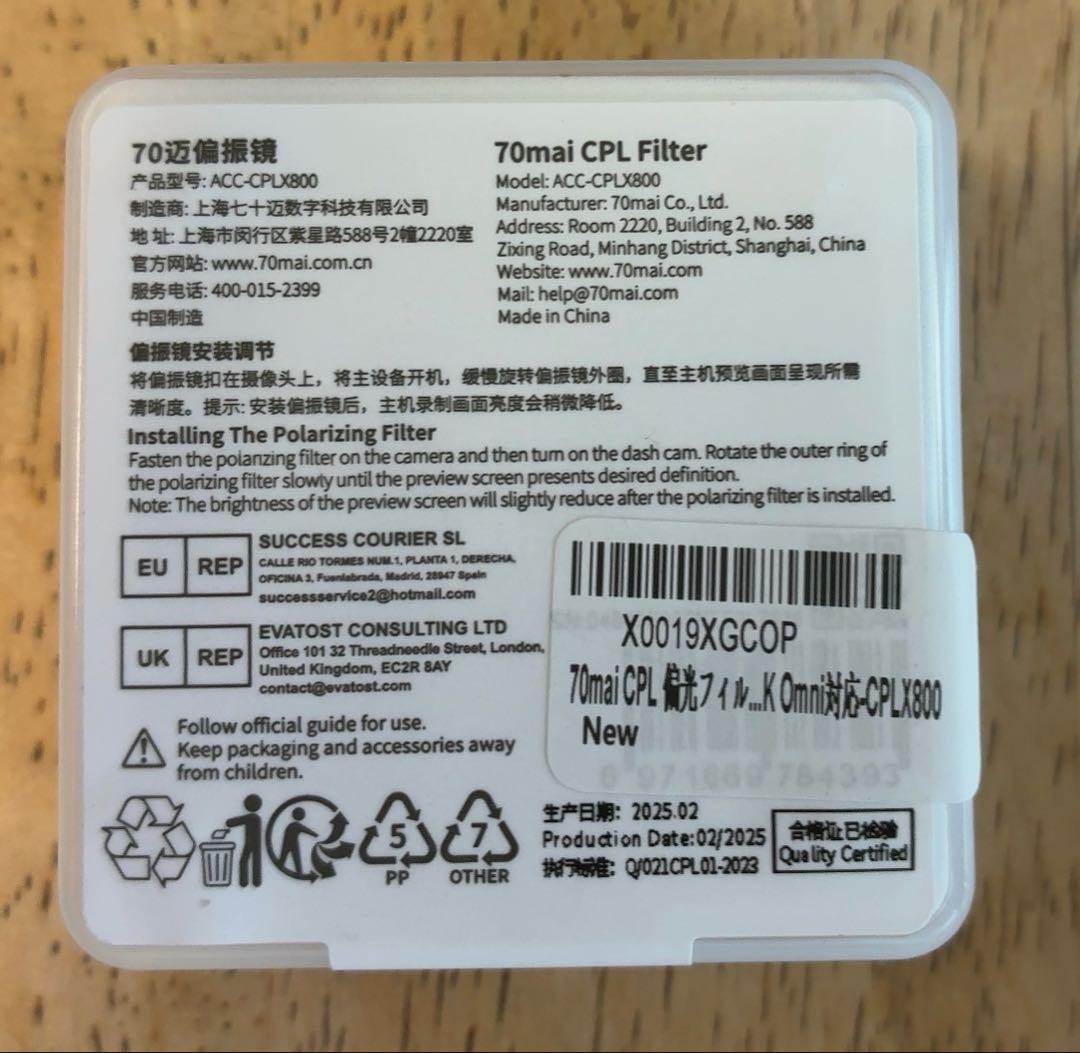 70迈偏振镜
产品型号: ACC-CPLX800
制造商: 上海七十迈数字科技有限公司
地 址: 上海市闵行区紫星路588号2幢2220室
官方网站: www.70mai.com.cn
服务电话: 400-015-2399
中国制造
70mai CPL Filter
Model: ACC-CPLX800
Manufacturer: 70mai Co., Ltd.
Address: Room 2220, Building 2, No. 588
Zixing Road, Minhang District, Shanghai, China
Website: www.70mai.com
Mail: help@70mai.com
Made in China
偏振镜安装调节
将偏振镜扣在摄像头上，将主设备开机，缓慢旋转偏振镜外圈，直至主机预览画面呈现所需
清晰度。提示: 安装偏振镜后，主机录制画面亮度会稍微降低。
Installing The Polarizing Filter
Fasten the polanzing filter on the camera and then turn on the dash cam. Rotate the outer ring of
the polarizing filter slowly until the preview screen presents desired definition.
Note: The brightness of the preview screen will slightly reduce after the polarizing filter is installed.
EU REP
SUCCESS COURIER SL
CALLE RIO TORMES NUM.1, PLANTA 1, DERECHA,
OFICINA 3, Fuenlabrada, Madrid, 28947 Spain
successservice2@hotmail.com
UK REP
EVATOST CONSULTING LTD
Office 101 32 Threadneedle Street, London,
United Kingdom, EC2R 8AY
contact@evatost.com
Follow official guide for use.
Keep packaging and accessories away
from children.
X0019XGCOP
70mai CPL 偏光フィル...K Omni対応-CPLX800
New
6 971669 784393
5
PP
7
OTHER
生产日期: 2025.02
Production Date:02/2025
执行标准: Q/021CPL01-2023
合格证已检验
Quality Certified